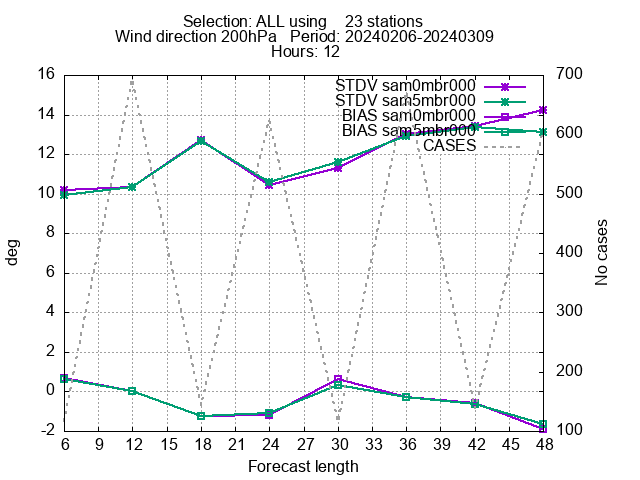 Selection: ALL using    23 stations
Wind direction 200hPa   Period: 20240206-20240309
Hours: 12
STDV sam0mbr000
STDV sam5mbr000
BIAS sam0mbr000
BIAS sam5mbr000
CASES
16
14
12
10
8
6
4
2
0
-2
deg
700
600
500
400
300
200
100
No cases
6 9 12 15 18 21 24 27 30 33 36 39 42 45 48
Forecast length